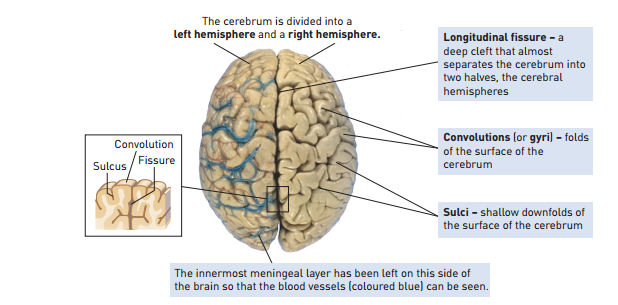 The cerebrum is divided into a
left hemisphere and a right hemisphere.
Longitudinal fissure – a
deep cleft that almost
separates the cerebrum into
two halves, the cerebral
hemispheres
Convolutions (or gyri) – folds
of the surface of the
cerebrum
Convolution
Sulcus
Fissure
Sulci – shallow downfolds of
the surface of the cerebrum
The innermost meningeal layer has been left on this side of
the brain so that the blood vessels (coloured blue) can be seen.